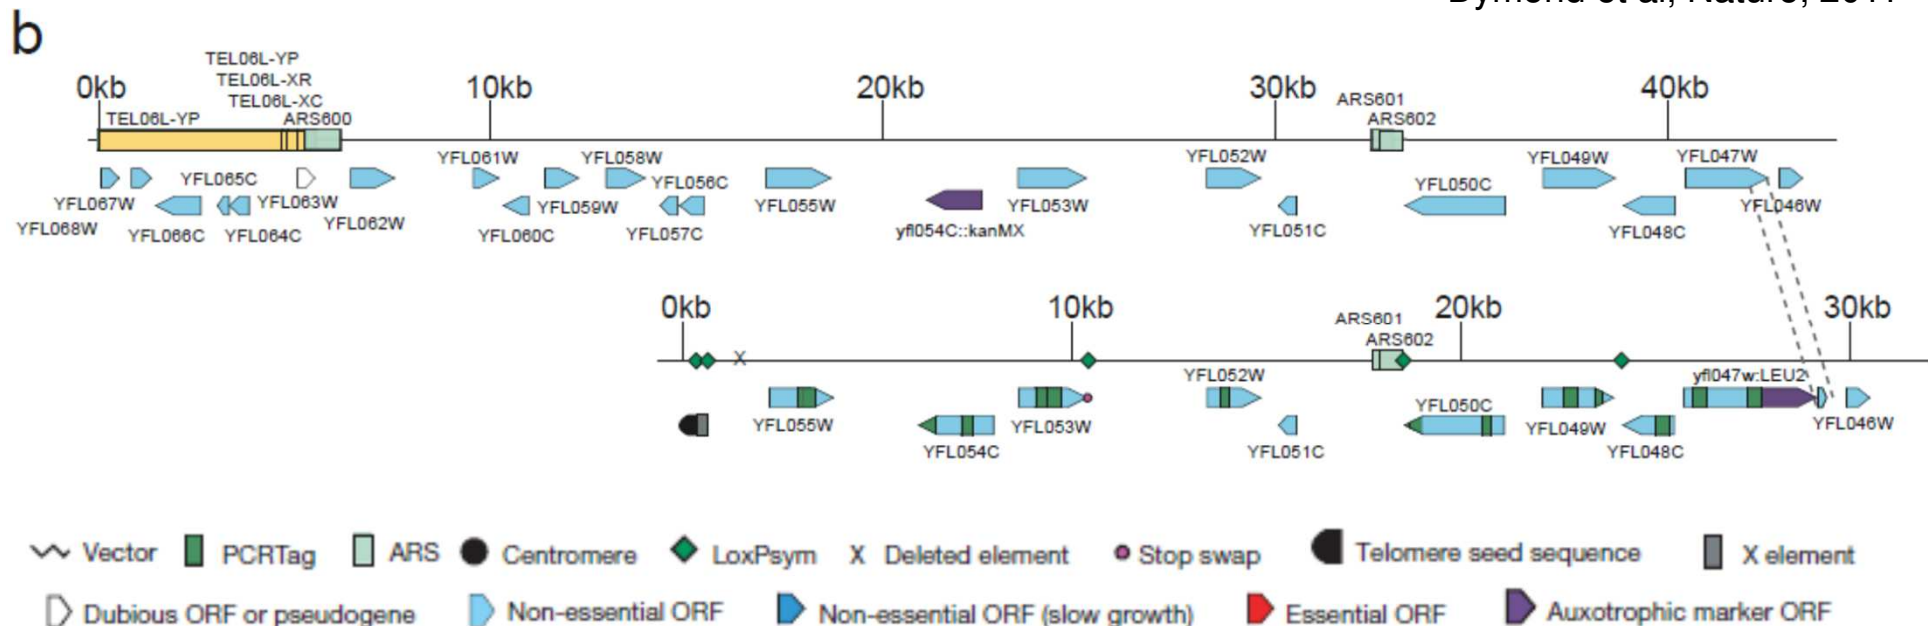 b
TEL06L-YP
TEL06L-XR
TEL06L-XC
0kb 10kb 20kb 30kb 40kb
TEL06L-YP ARS600 ARS601
ARS602
YFL061W YFL058W YFL052W YFL049W YFL047W
YFL065C YFL056C YFL050C
YFL067W YFL063W YFL059W YFL055W YFL053W YFL046W
YFL068W YFL066C YFL064C YFL062W YFL060C YFL057C yfl054C::kanMX YFL051C YFL048C
0kb 10kb 20kb 30kb
ARS601
ARS602
X
YFL052W yfl047w:LEU2
YFL050C
YFL055W YFL053W YFL049W YFL046W
YFL054C YFL051C YFL048C
Vector PCRTag ARS Centromere LoxPsym X Deleted element Stop swap Telomere seed sequence X element
Dubious ORF or pseudogene Non-essential ORF Non-essential ORF (slow growth) Essential ORF Auxotrophic marker ORF